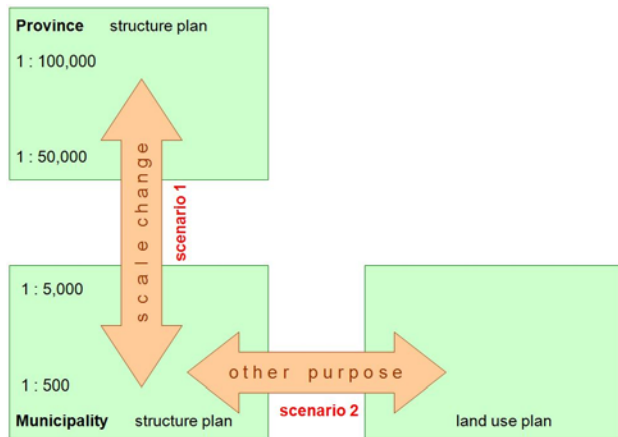 Province structure plan
1 : 100,000
1 : 50,000
scale change
scenario 1
1 : 5,000
1 : 500
Municipality structure plan
other purpose
scenario 2
land use plan